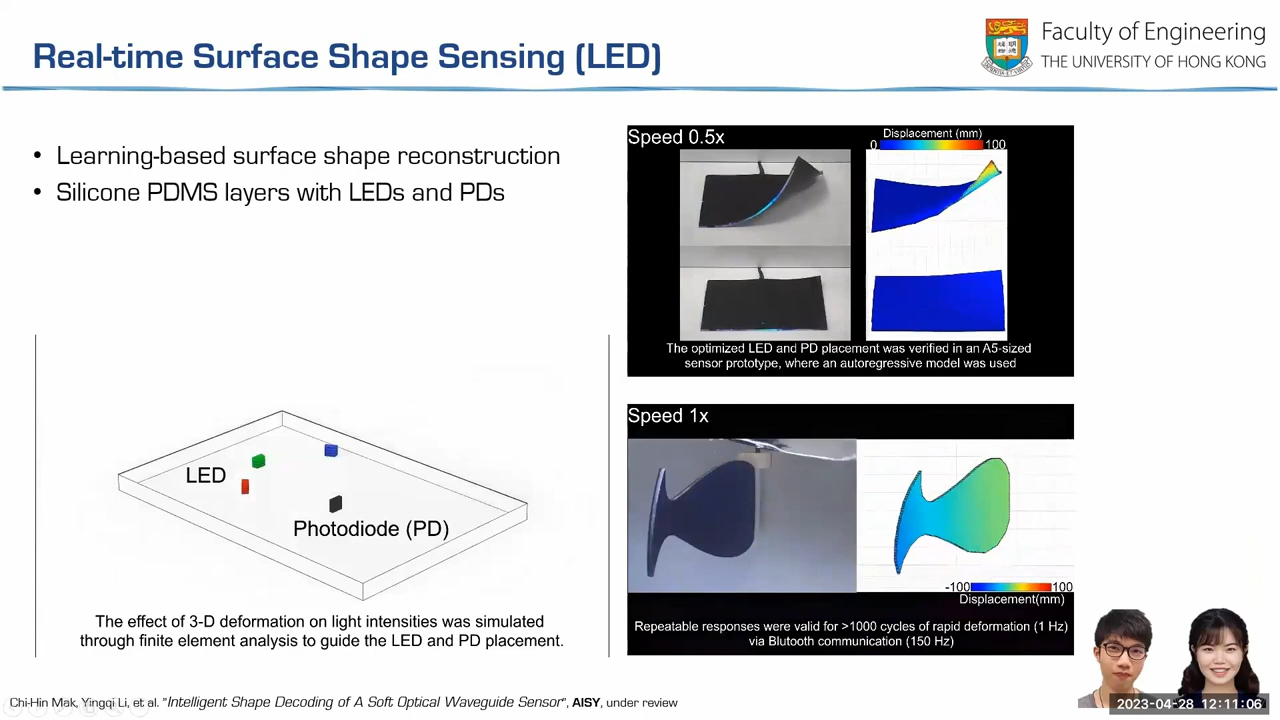 Real-time Surface Shape Sensing (LED)
Faculty of Engineering
THE UNIVERSITY OF HONG KONG
• Learning-based surface shape reconstruction
• Silicone PDMS layers with LEDs and PDs
LED
Photodiode (PD)
The effect of 3-D deformation on light intensities was simulated
through finite element analysis to guide the LED and PD placement.
Speed 0.5x
Displacement (mm)
0 100
The optimized LED and PD placement was verified in an A5-sized
sensor prototype, where an autoregressive model was used
Speed 1x
-100 100
Displacement(mm)
Repeatable responses were valid for >1000 cycles of rapid deformation (1 Hz)
via Blutooth communication (150 Hz)
Chi-Hin Mak, Yingqi Li, et al. "Intelligent Shape Decoding of A Soft Optical Waveguide Sensor", AISY, under review
2023-04-28 12:11:06